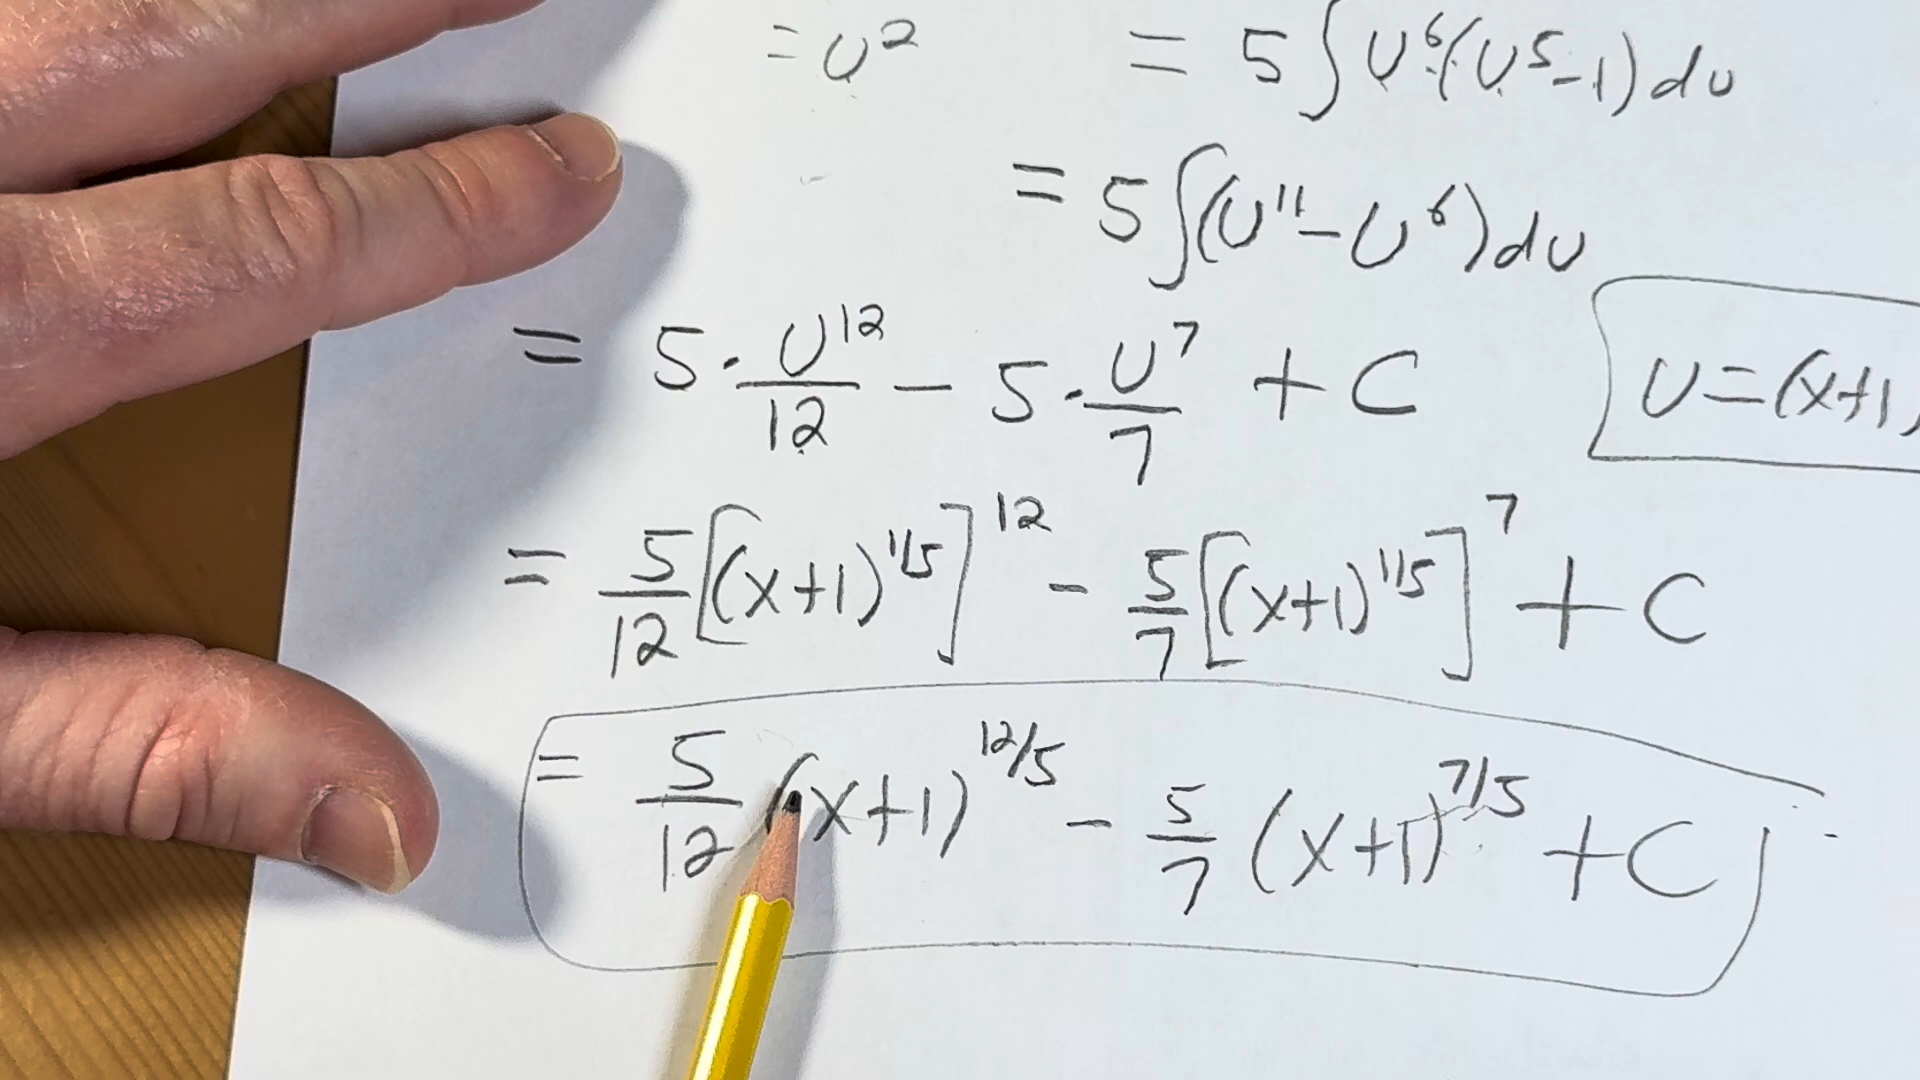 = U² = 5∫U⁶(U⁵-1)du
= 5∫(U¹¹-U⁶)du
= 5·U¹²/12 - 5·U⁷/7 + C
U=(x+1)
= 5/12[(x+1)^1/5]^12 - 5/7[(x+1)^1/5]^7 + C
= 5/12(x+1)^12/5 - 5/7(x+1)^7/5 + C